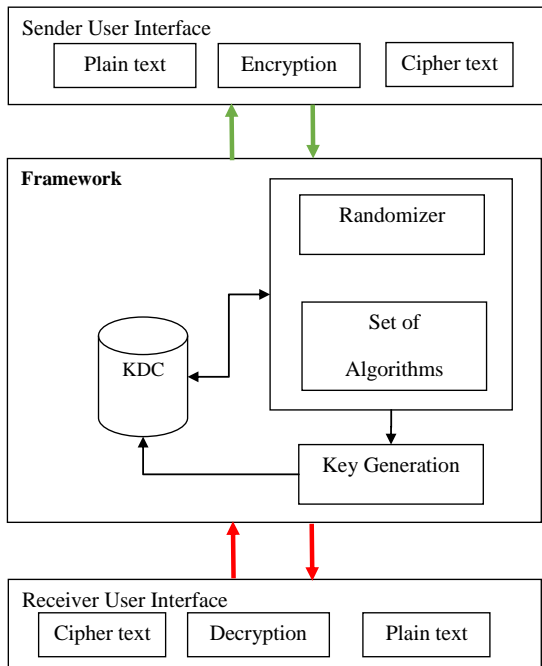 Sender User Interface
Plain text
Encryption
Cipher text
Framework
Randomizer
Set of
Algorithms
KDC
Key Generation
Receiver User Interface
Cipher text
Decryption
Plain text